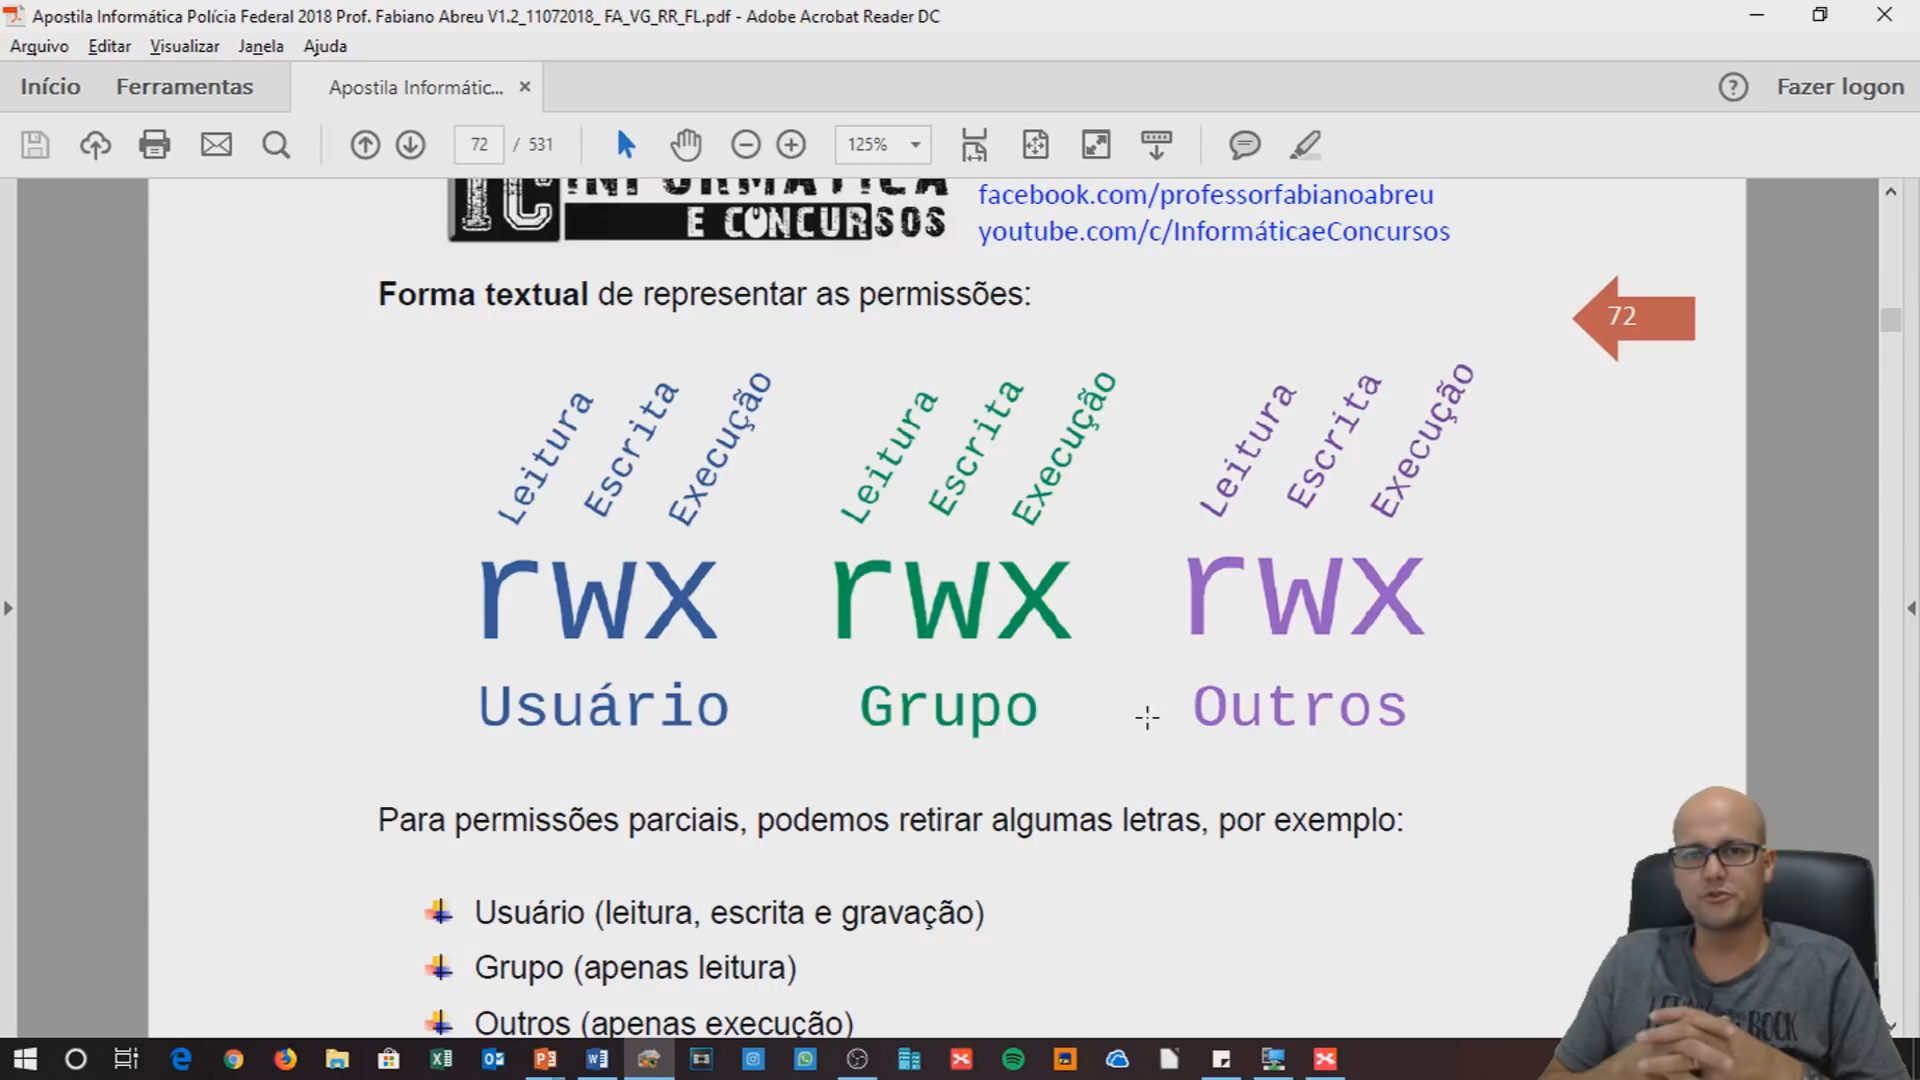 Apostila Informática Polícia Federal 2018 Prof. Fabiano Abreu V1.2_11072018_ FA_VG_RR_FL.pdf - Adobe Acrobat Reader DC
Arquivo Editar Visualizar Janela Ajuda
Início Ferramentas Apostila Informátic... × Fazer logon
72 / 531 125%
IC INFORMÁTICA
E CONCURSOS
facebook.com/professorfabianoabreu
youtube.com/c/InformáticaeConcursos
Forma textual de representar as permissões:
72
Leitura Escrita Execução Leitura Escrita Execução Leitura Escrita Execução
rwx rwx rwx
Usuário Grupo Outros
Para permissões parciais, podemos retirar algumas letras, por exemplo:
Usuário (leitura, escrita e gravação)
Grupo (apenas leitura)
Outros (apenas execução)